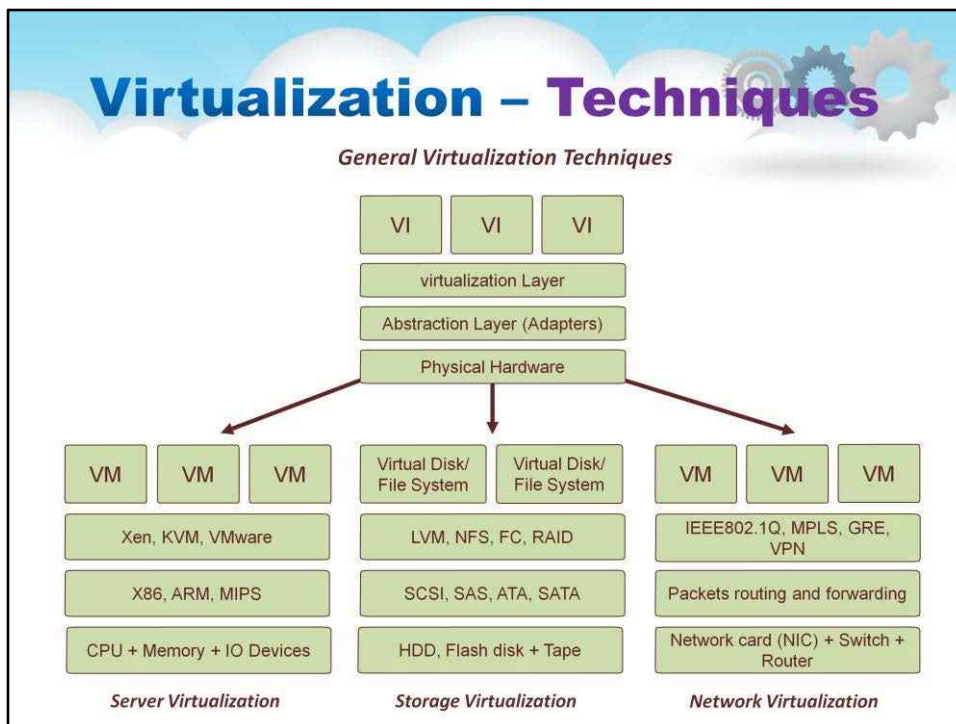 Virtualization – Techniques
General Virtualization Techniques
VI VI VI
virtualization Layer
Abstraction Layer (Adapters)
Physical Hardware
VM VM VM
Virtual Disk/
File System
Virtual Disk/
File System
VM VM VM
Xen, KVM, VMware
LVM, NFS, FC, RAID
IEEE802.1Q, MPLS, GRE,
VPN
X86, ARM, MIPS
SCSI, SAS, ATA, SATA
Packets routing and forwarding
CPU + Memory + IO Devices
HDD, Flash disk + Tape
Network card (NIC) + Switch +
Router
Server Virtualization
Storage Virtualization
Network Virtualization